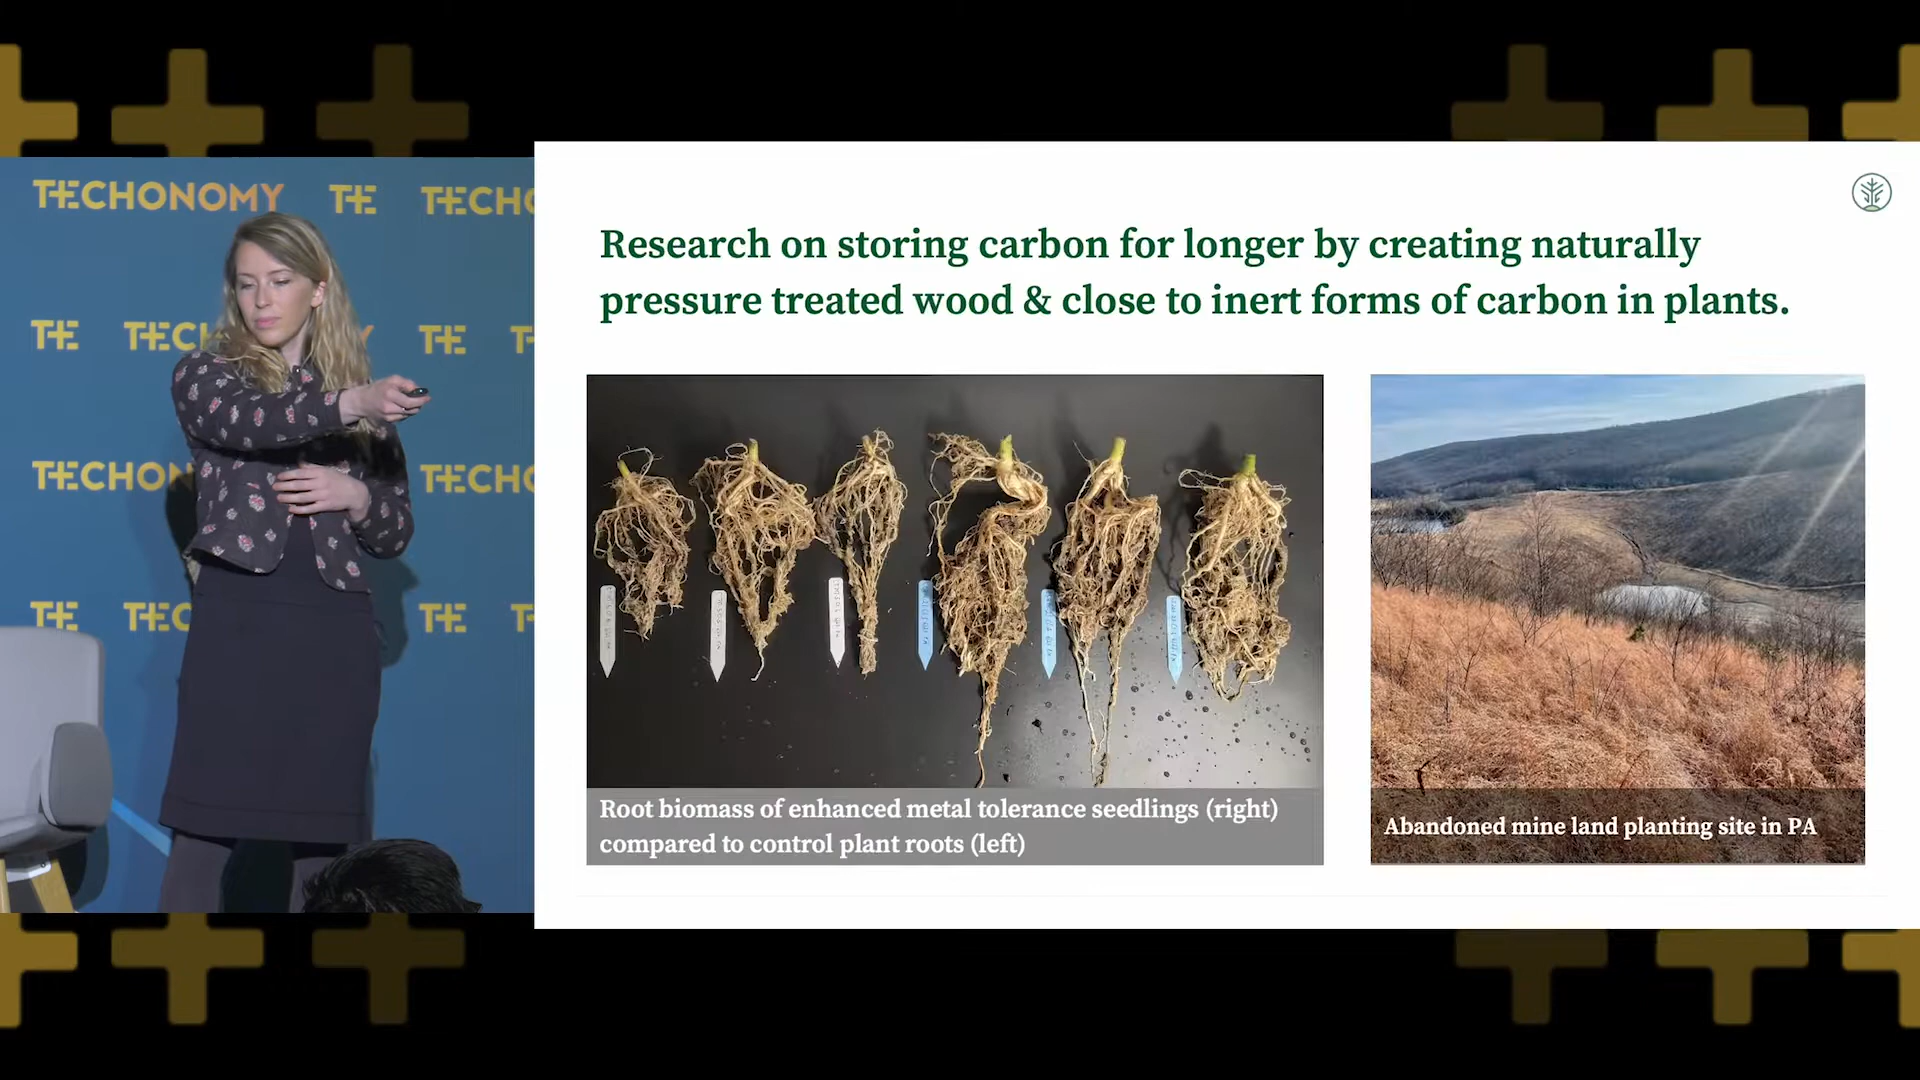 TECHONOMY TE TECHO
TE TECH Y TE T
TECHON TECHO
TE TEC TE T
Research on storing carbon for longer by creating naturally
pressure treated wood & close to inert forms of carbon in plants.
Root biomass of enhanced metal tolerance seedlings (right)
compared to control plant roots (left)
Abandoned mine land planting site in PA